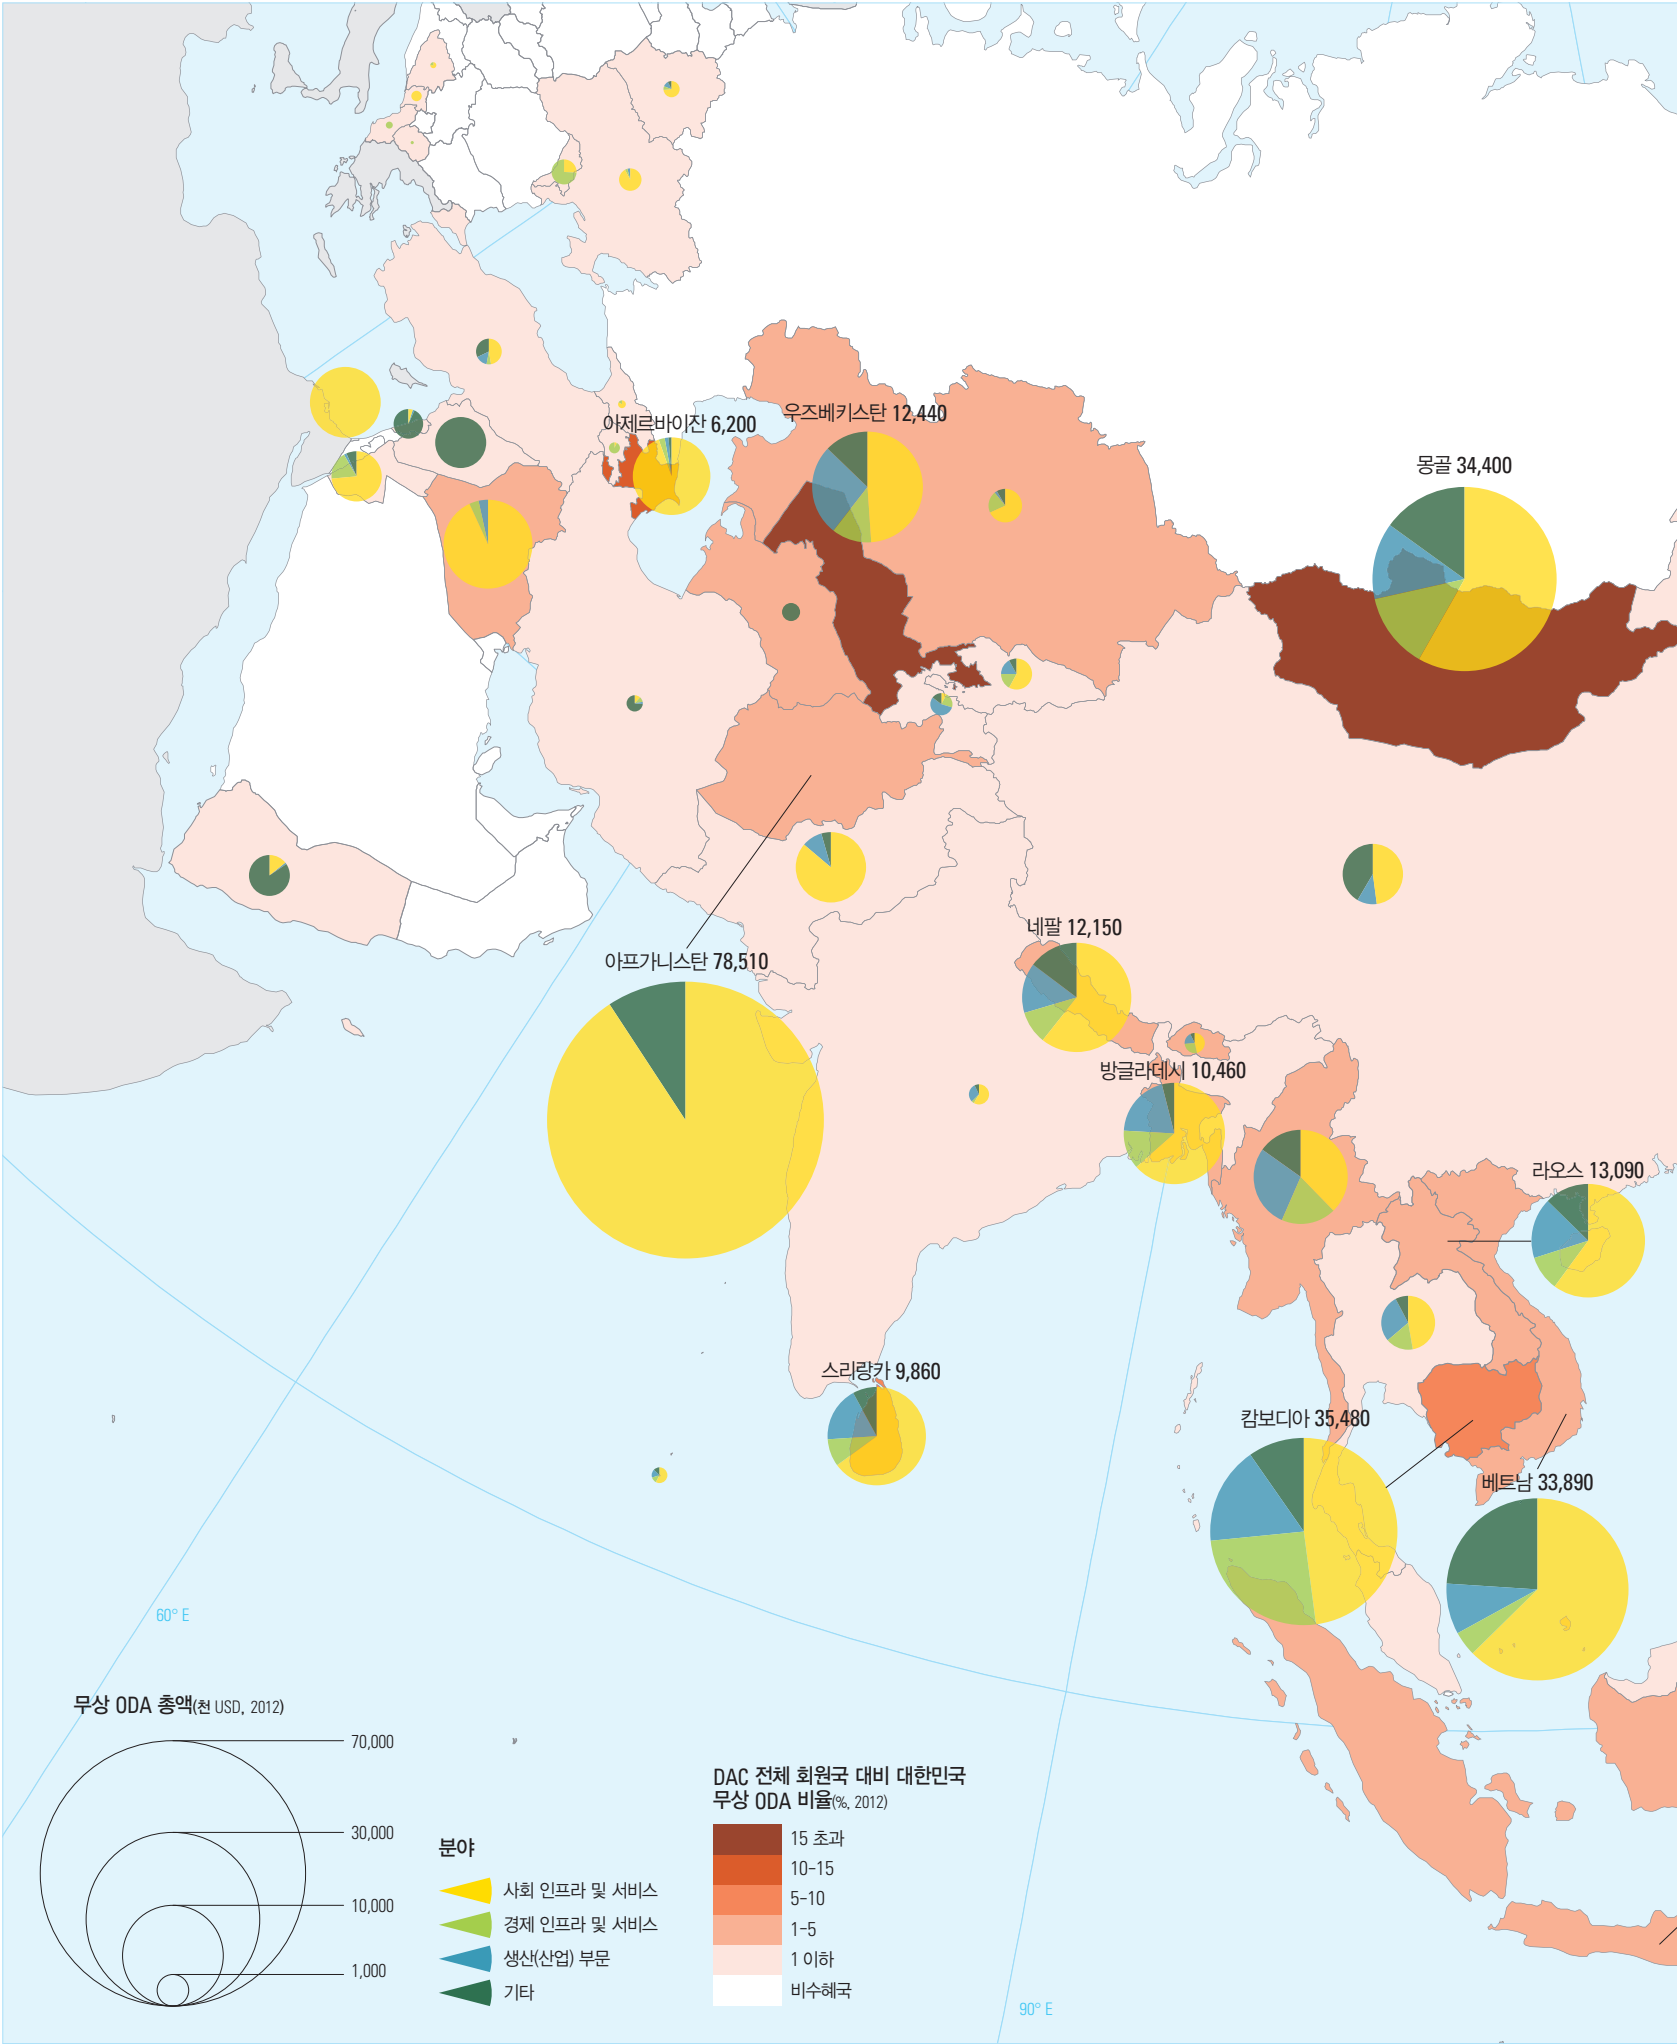 아제르바이잔 6,200
우즈베키스탄 12,440
몽골 34,400
네팔 12,150
아프가니스탄 78,510
방글라데시 10,460
라오스 13,090
스리랑카 9,860
캄보디아 35,480
베트남 33,890
60° E
90° E
무상 ODA 총액(천 USD, 2012)
70,000
30,000
10,000
1,000
분야
사회 인프라 및 서비스
경제 인프라 및 서비스
생산(산업) 부문
기타
DAC 전체 회원국 대비 대한민국
무상 ODA 비율(%, 2012)
15 초과
10-15
5-10
1-5
1 이하
비수혜국